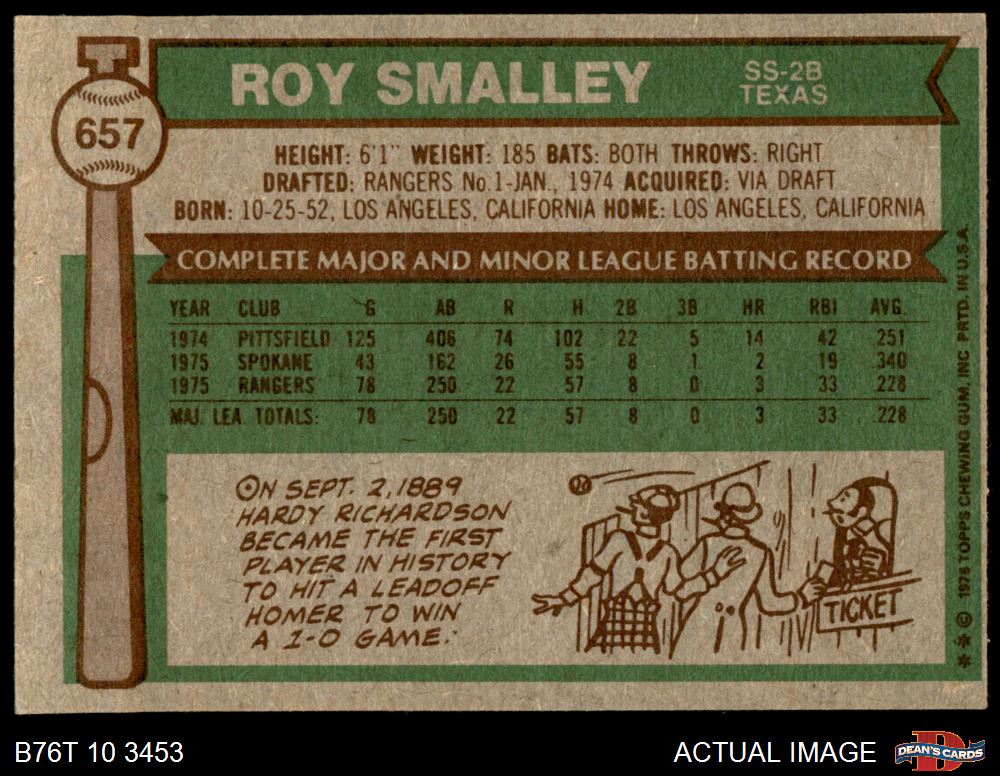 657
ROY SMALLEY
SS-2B
TEXAS
HEIGHT: 6'1" WEIGHT: 185 BATS: BOTH THROWS: RIGHT
DRAFTED: RANGERS No.1-JAN., 1974 ACQUIRED: VIA DRAFT
BORN: 10-25-52, LOS ANGELES, CALIFORNIA HOME: LOS ANGELES, CALIFORNIA
COMPLETE MAJOR AND MINOR LEAGUE BATTING RECORD
YEAR CLUB G AB R H 2B 3B HR RBI AVG.
1974 PITTSFIELD 125 406 74 102 22 5 14 42 .251
1975 SPOKANE 43 162 26 55 8 1 2 19 .340
1975 RANGERS 78 250 22 57 8 0 3 33 .228
MAJ. LEA. TOTALS: 78 250 22 57 8 0 3 33 .228
ON SEPT. 2, 1889
HARDY RICHARDSON
BECAME THE FIRST
PLAYER IN HISTORY
TO HIT A LEADOFF
HOMER TO WIN
A 1-0 GAME.
TICKET
** © 1976 TOPPS CHEWING GUM, INC. PRTD. IN U.S.A.
B76T 10 3453
ACTUAL IMAGE
D
DEAN'S CARDS